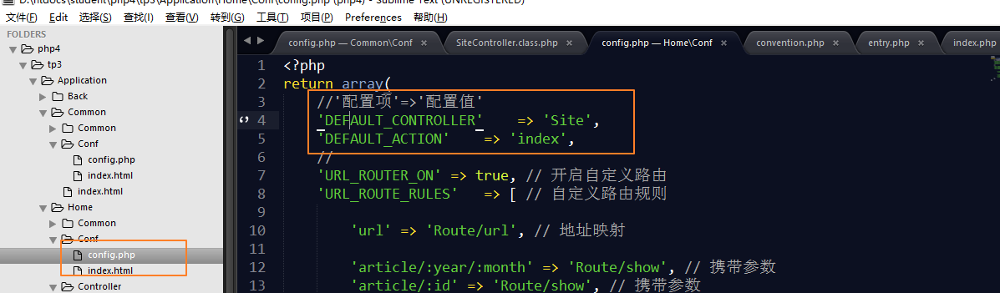 D:\htdocs\student\php4\tp3\Application\Home\Conf\config.php (php4) - Sublime Text (UNREGISTERED)
文件(F) Edit 选择(S) 查找(I) 查看(V) 转到(G) 工具(T) 项目(P) Preferences 帮助(H)
FOLDERS
php4
tp3
Application
Back
Common
Common
Conf
config.php
index.html
index.html
Home
Common
Conf
config.php
index.html
Controller
config.php — Common\Conf × SiteController.class.php × config.php — Home\Conf × convention.php × entry.php × index.php
1 <?php
2 return array(
3 //'配置项'=>'配置值'
4 'DEFAULT_CONTROLLER' => 'Site',
5 'DEFAULT_ACTION' => 'index',
6 //
7 'URL_ROUTER_ON' => true, // 开启自定义路由
8 'URL_ROUTE_RULES' => [ // 自定义路由规则
9
10 'url' => 'Route/url', // 地址映射
11
12 'article/:year/:month' => 'Route/show', // 携带参数
13 'article/:id' => 'Route/show', // 携带参数